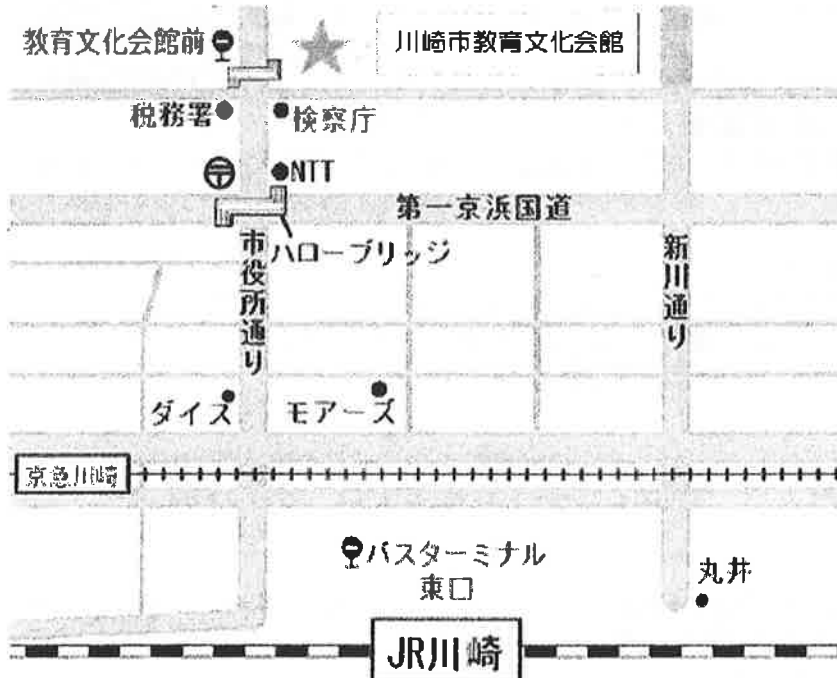 教育文化会館前
川崎市教育文化会館
税務署
検察庁
〒
NTT
第一京浜国道
ハローブリッジ
市役所通り
新川通り
ダイス
モアーズ
京急川崎
バスターミナル
東口
丸井
JR川崎